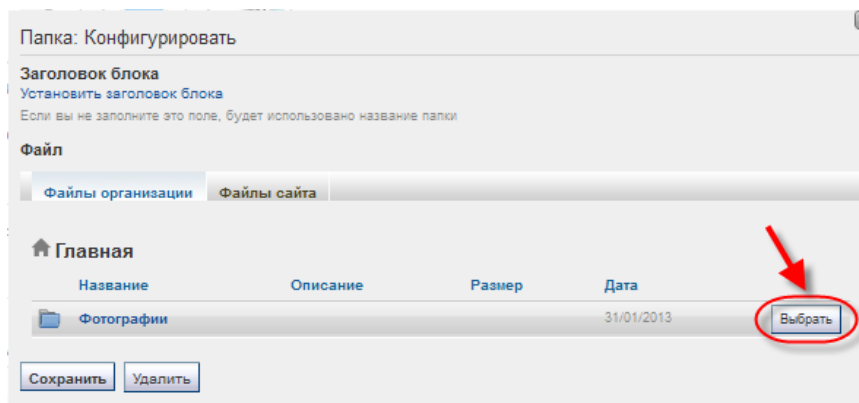 Папка: Конфигурировать
Заголовок блока
Установить заголовок блока
Если вы не заполните это поле, будет использовано название папки
Файл
Файлы организации Файлы сайта
Главная
Название Описание Размер Дата
Фотографии 31/01/2013 Выбрать
Сохранить Удалить